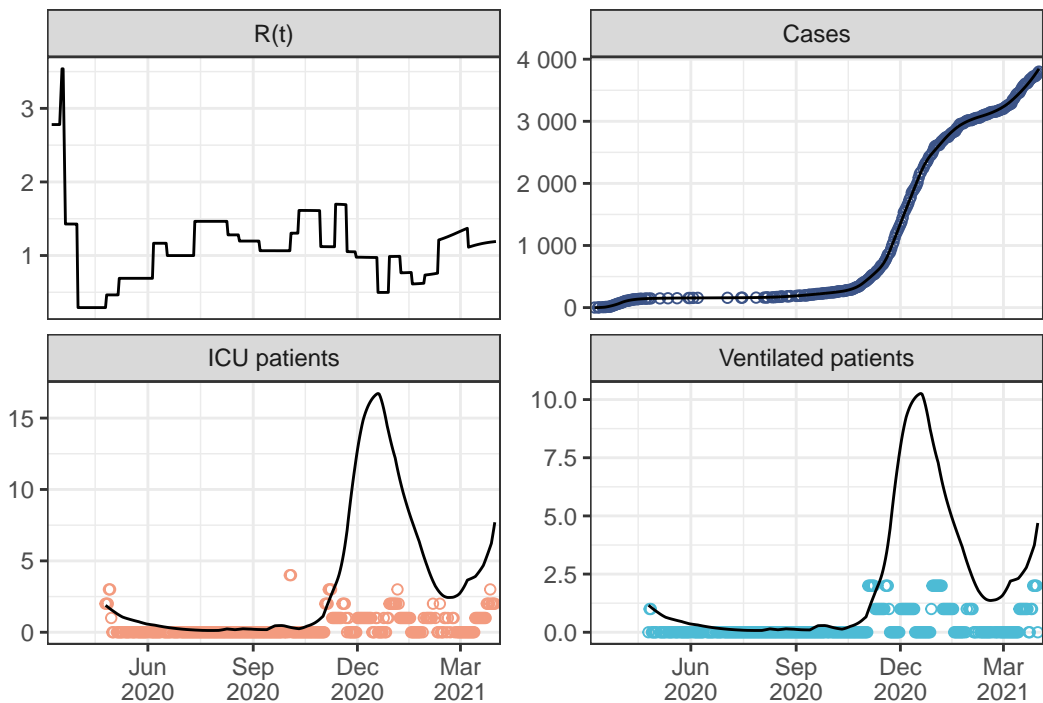 R(t)
3
2
1
Cases
4 000
3 000
2 000
1 000
0
ICU patients
15
10
5
0
Jun
2020
Sep
2020
Dec
2020
Mar
2021
Ventilated patients
10.0
7.5
5.0
2.5
0.0
Jun
2020
Sep
2020
Dec
2020
Mar
2021